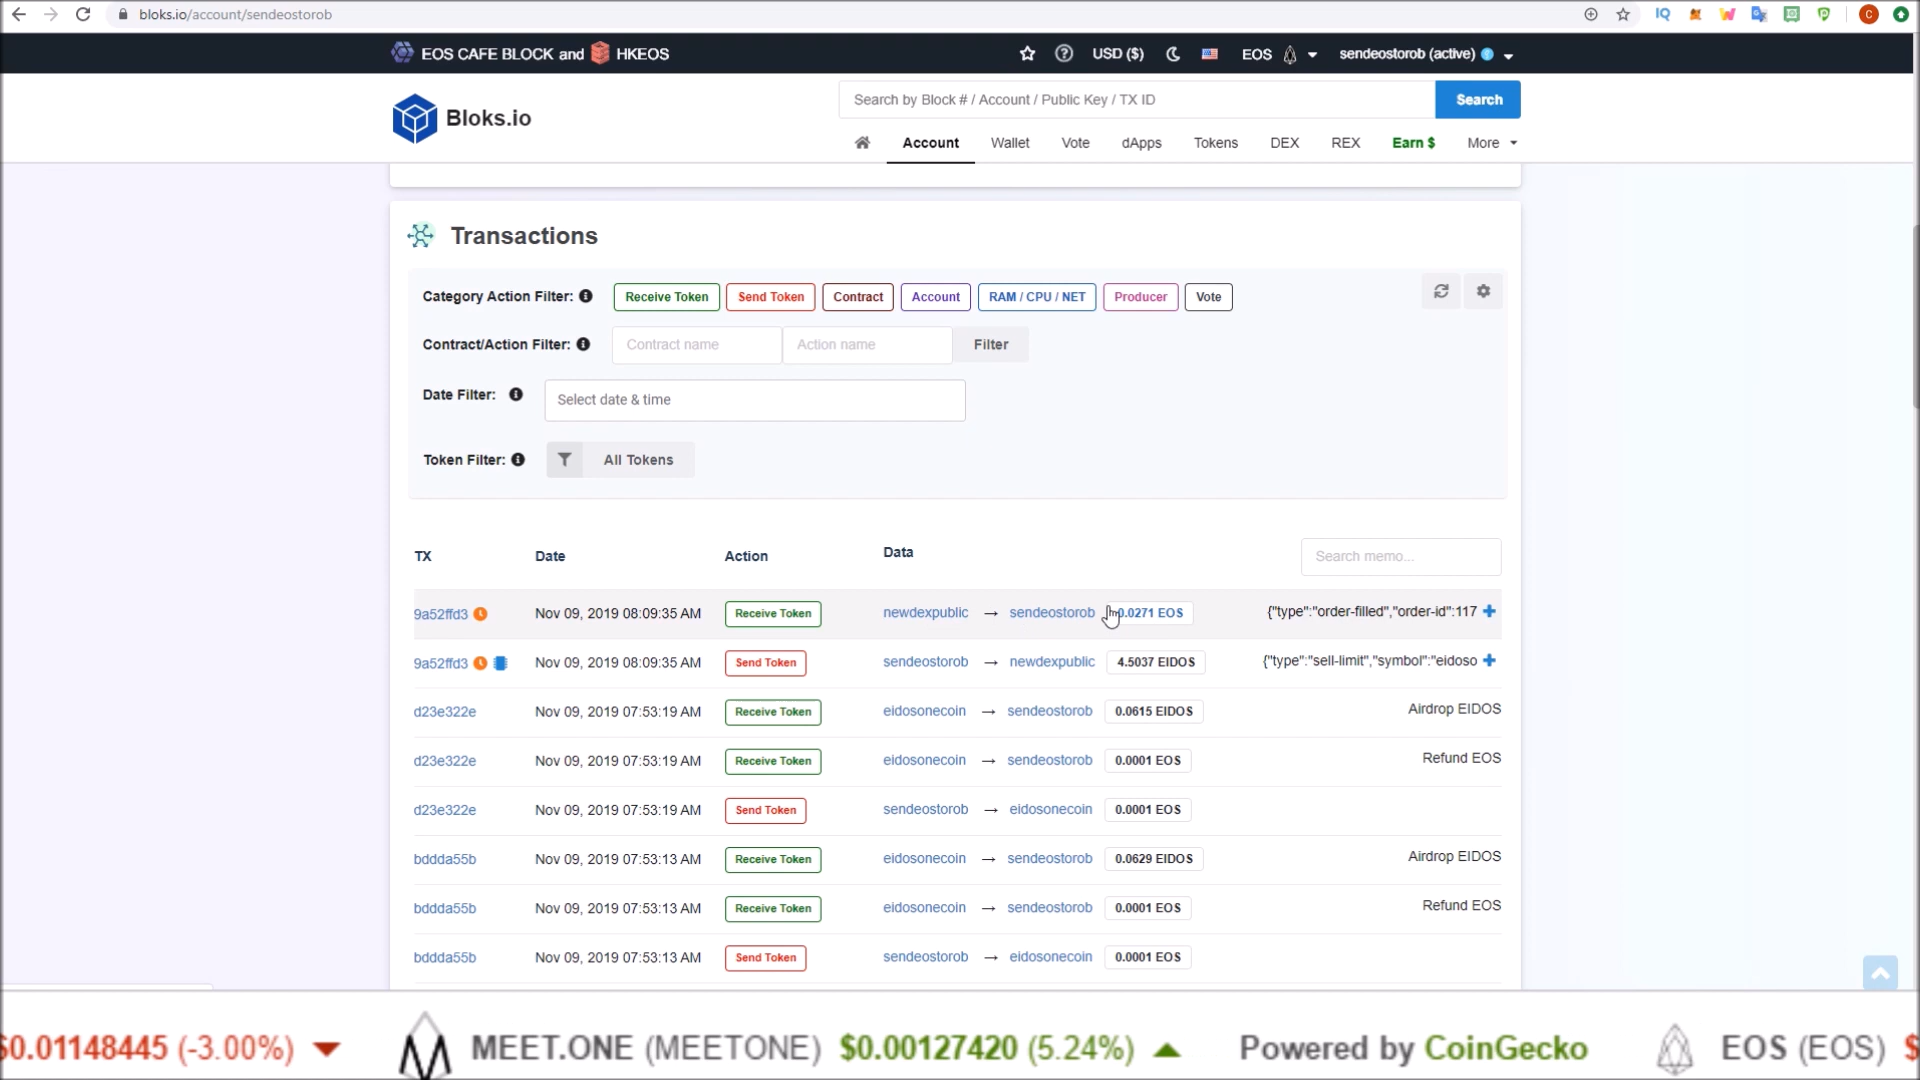 bloks.io/account/sendeostorob
EOS CAFE BLOCK and HKEOS
USD ($) EOS sendeostorob (active)
Bloks.io
Search by Block # / Account / Public Key / TX ID Search
Account Wallet Vote dApps Tokens DEX REX Earn $ More
Transactions
Category Action Filter: Receive Token Send Token Contract Account RAM / CPU / NET Producer Vote
Contract/Action Filter: Contract name Action name Filter
Date Filter: Select date & time
Token Filter: All Tokens
TX Date Action Data Search memo...
9a52ffd3 Nov 09, 2019 08:09:35 AM Receive Token newdexpublic → sendeostorob 0.0271 EOS {"type":"order-filled","order-id":117
9a52ffd3 Nov 09, 2019 08:09:35 AM Send Token sendeostorob → newdexpublic 4.5037 EIDOS {"type":"sell-limit","symbol":"eidoso
d23e322e Nov 09, 2019 07:53:19 AM Receive Token eidosonecoin → sendeostorob 0.0615 EIDOS Airdrop EIDOS
d23e322e Nov 09, 2019 07:53:19 AM Receive Token eidosonecoin → sendeostorob 0.0001 EOS Refund EOS
d23e322e Nov 09, 2019 07:53:19 AM Send Token sendeostorob → eidosonecoin 0.0001 EOS
bddda55b Nov 09, 2019 07:53:13 AM Receive Token eidosonecoin → sendeostorob 0.0629 EIDOS Airdrop EIDOS
bddda55b Nov 09, 2019 07:53:13 AM Receive Token eidosonecoin → sendeostorob 0.0001 EOS Refund EOS
bddda55b Nov 09, 2019 07:53:13 AM Send Token sendeostorob → eidosonecoin 0.0001 EOS
$0.01148445 (-3.00%) MEET.ONE (MEETONE) $0.00127420 (5.24%) Powered by CoinGecko EOS (EOS) $